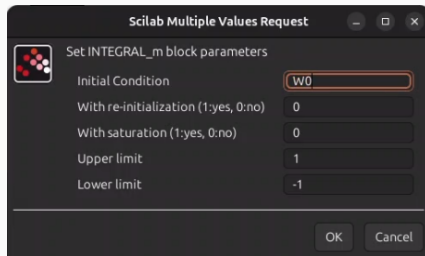 Scilab Multiple Values Request
Set INTEGRAL_m block parameters
Initial Condition W0
With re-initialization (1:yes, 0:no) 0
With saturation (1:yes, 0:no) 0
Upper limit 1
Lower limit -1
OK Cancel